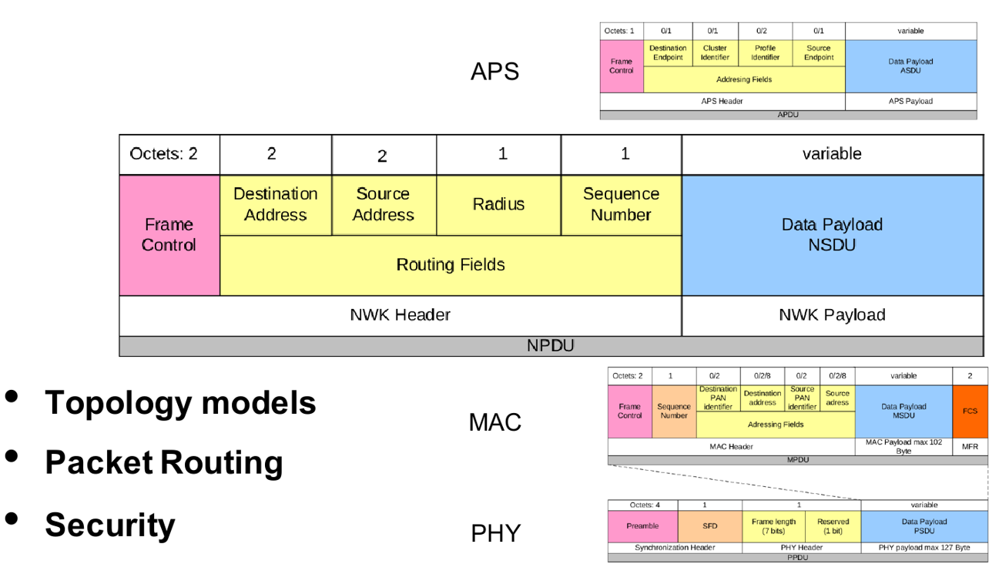 APS
Octets: 1 0/1 0/1 0/2 0/1 variable
Frame Control
Destination Endpoint
Cluster Identifier
Profile Identifier
Source Endpoint
Addresing Fields
Data Payload
ASDU
APS Header APS Payload
APDU
Octets: 2 2 2 1 1 variable
Frame
Control
Destination
Address
Source
Address
Radius
Sequence
Number
Routing Fields
Data Payload
NSDU
NWK Header NWK Payload
NPDU
• Topology models
• Packet Routing
• Security
MAC
Octets: 2 1 0/2 0/2/8 0/2 0/2/8 variable 2
Frame
Control
Sequence
Number
Destination
PAN
identifier
Destination
address
Source
PAN
identifier
Source
adress
Adressing Fields
Data Payload
MSDU
FCS
MAC Header
MAC Payload max 102
Byte
MFR
MPDU
PHY
Octets: 4 1 1 variable
Preamble
SFD
Frame length
(7 bits)
Reserved
(1 bit)
Data Payload
PSDU
Synchronization Header PHY Header PHY payload max 127 Byte
PPDU